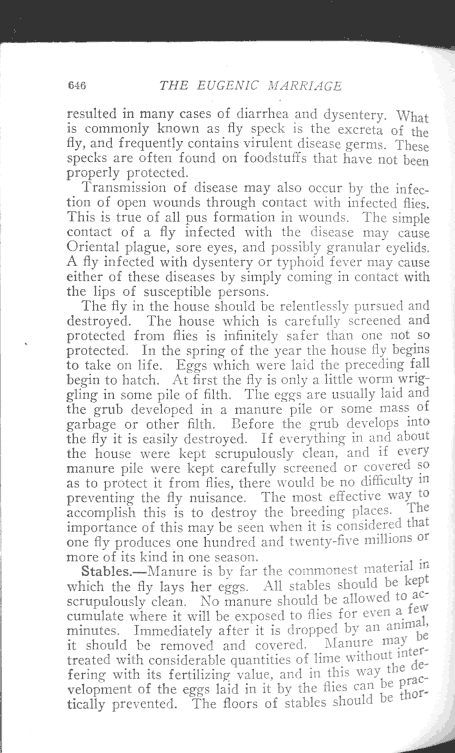 646 THE EUGENIC MARRIAGE
resulted in many cases of diarrhea and dysentery. What
is commonly known as fly speck is the excreta of the
fly, and frequently contains virulent disease germs. These
specks are often found on foodstuffs that have not been
properly protected.
Transmission of disease may also occur by the infec-
tion of open wounds through contact with infected flies.
This is true of all pus formation in wounds. The simple
contact of a fly infected with the disease may cause
Oriental plague, sore eyes, and possibly granular eyelids.
A fly infected with dysentery or typhoid fever may cause
either of these diseases by simply coming in contact with
the lips of susceptible persons.
The fly in the house should be relentlessly pursued and
destroyed. The house which is carefully screened and
protected from flies is infinitely safer than one not so
protected. In the spring of the year the house fly begins
to take on life. Eggs which were laid the preceding fall
begin to hatch. At first the fly is only a little worm wrig-
gling in some pile of filth. The eggs are usually laid and
the grub developed in a manure pile or some mass of
garbage or other filth. Before the grub develops into
the fly it is easily destroyed. If everything in and about
the house were kept scrupulously clean, and if every
manure pile were kept carefully screened or covered so
as to protect it from flies, there would be no difficulty in
preventing the fly nuisance. The most effective way to
accomplish this is to destroy the breeding places. The
importance of this may be seen when it is considered that
one fly produces one hundred and twenty-five millions or
more of its kind in one season.
Stables.—Manure is by far the commonest material in
which the fly lays her eggs. All stables should be kept
scrupulously clean. No manure should be allowed to ac-
cumulate where it will be exposed to flies for even a few
minutes. Immediately after it is dropped by an animal,
it should be removed and covered. Manure may be
treated with considerable quantities of lime without inter-
fering with its fertilizing value, and in this way the de-
velopment of the eggs laid in it by the flies can be prac-
tically prevented. The floors of stables should be thor-